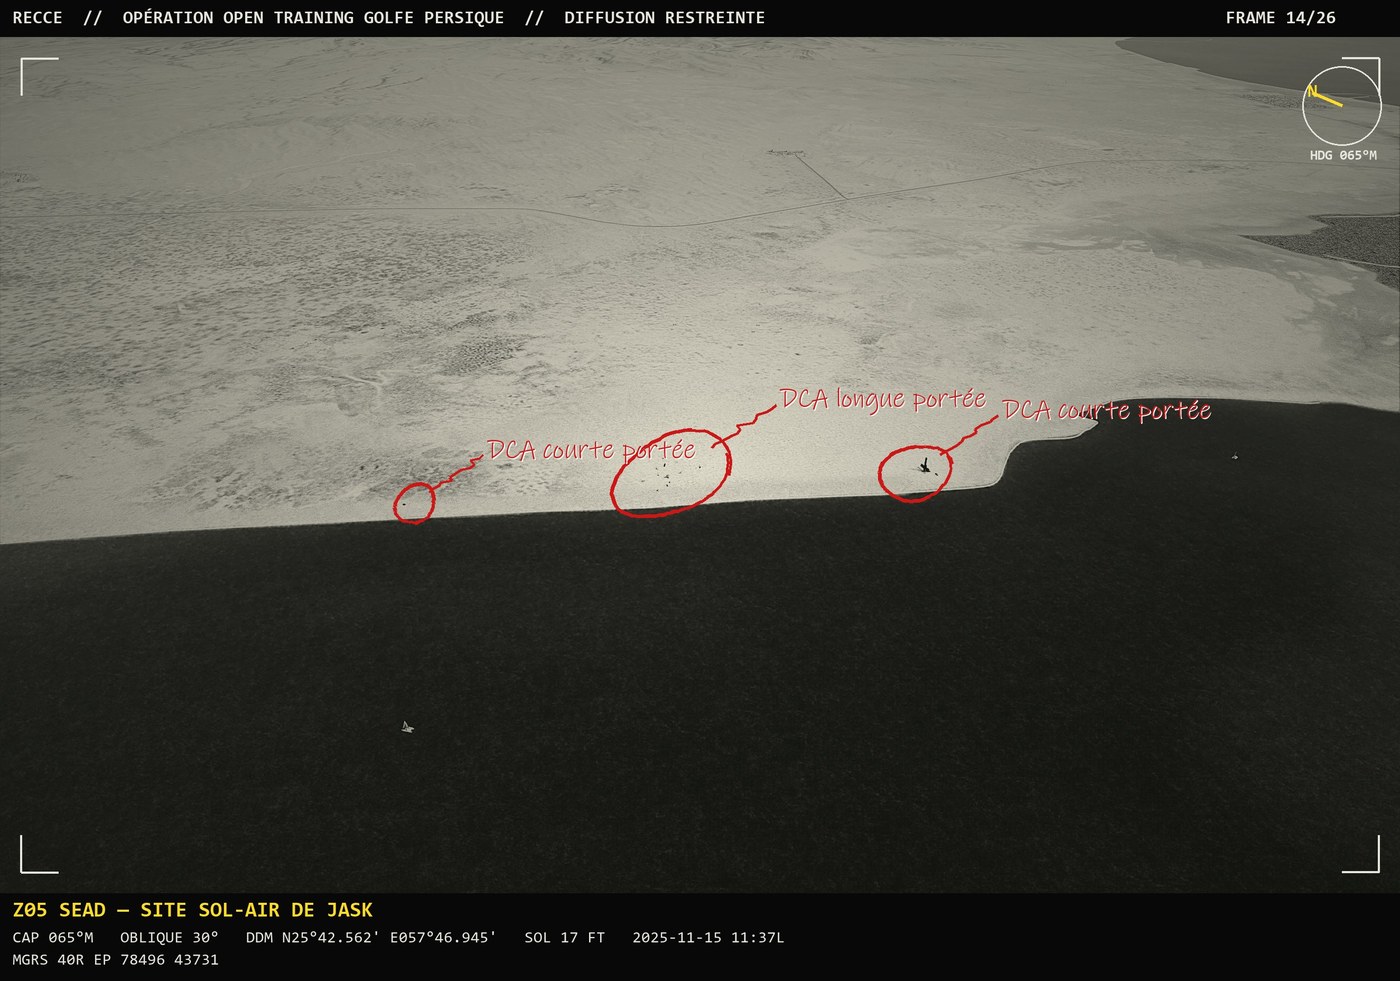 RECCE // OPÉRATION OPEN TRAINING GOLFE PERSIQUE // DIFFUSION RESTREINTE FRAME 14/26
N
HDG 065°M
DCA longue portée
DCA courte portée
DCA courte portée
Z05 SEAD — SITE SOL-AIR DE JASK
CAP 065°M OBLIQUE 30° DDM N25°42.562' E057°46.945' SOL 17 FT 2025-11-15 11:37L
MGRS 40R EP 78496 43731